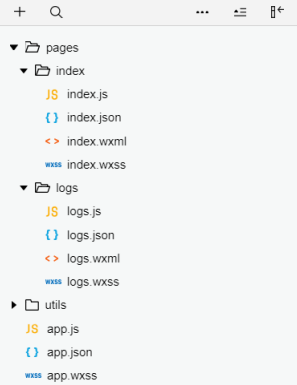 pages
index
JS index.js
{ } index.json
< > index.wxml
wxss index.wxss
logs
JS logs.js
{ } logs.json
< > logs.wxml
wxss logs.wxss
utils
JS app.js
{ } app.json
wxss app.wxss